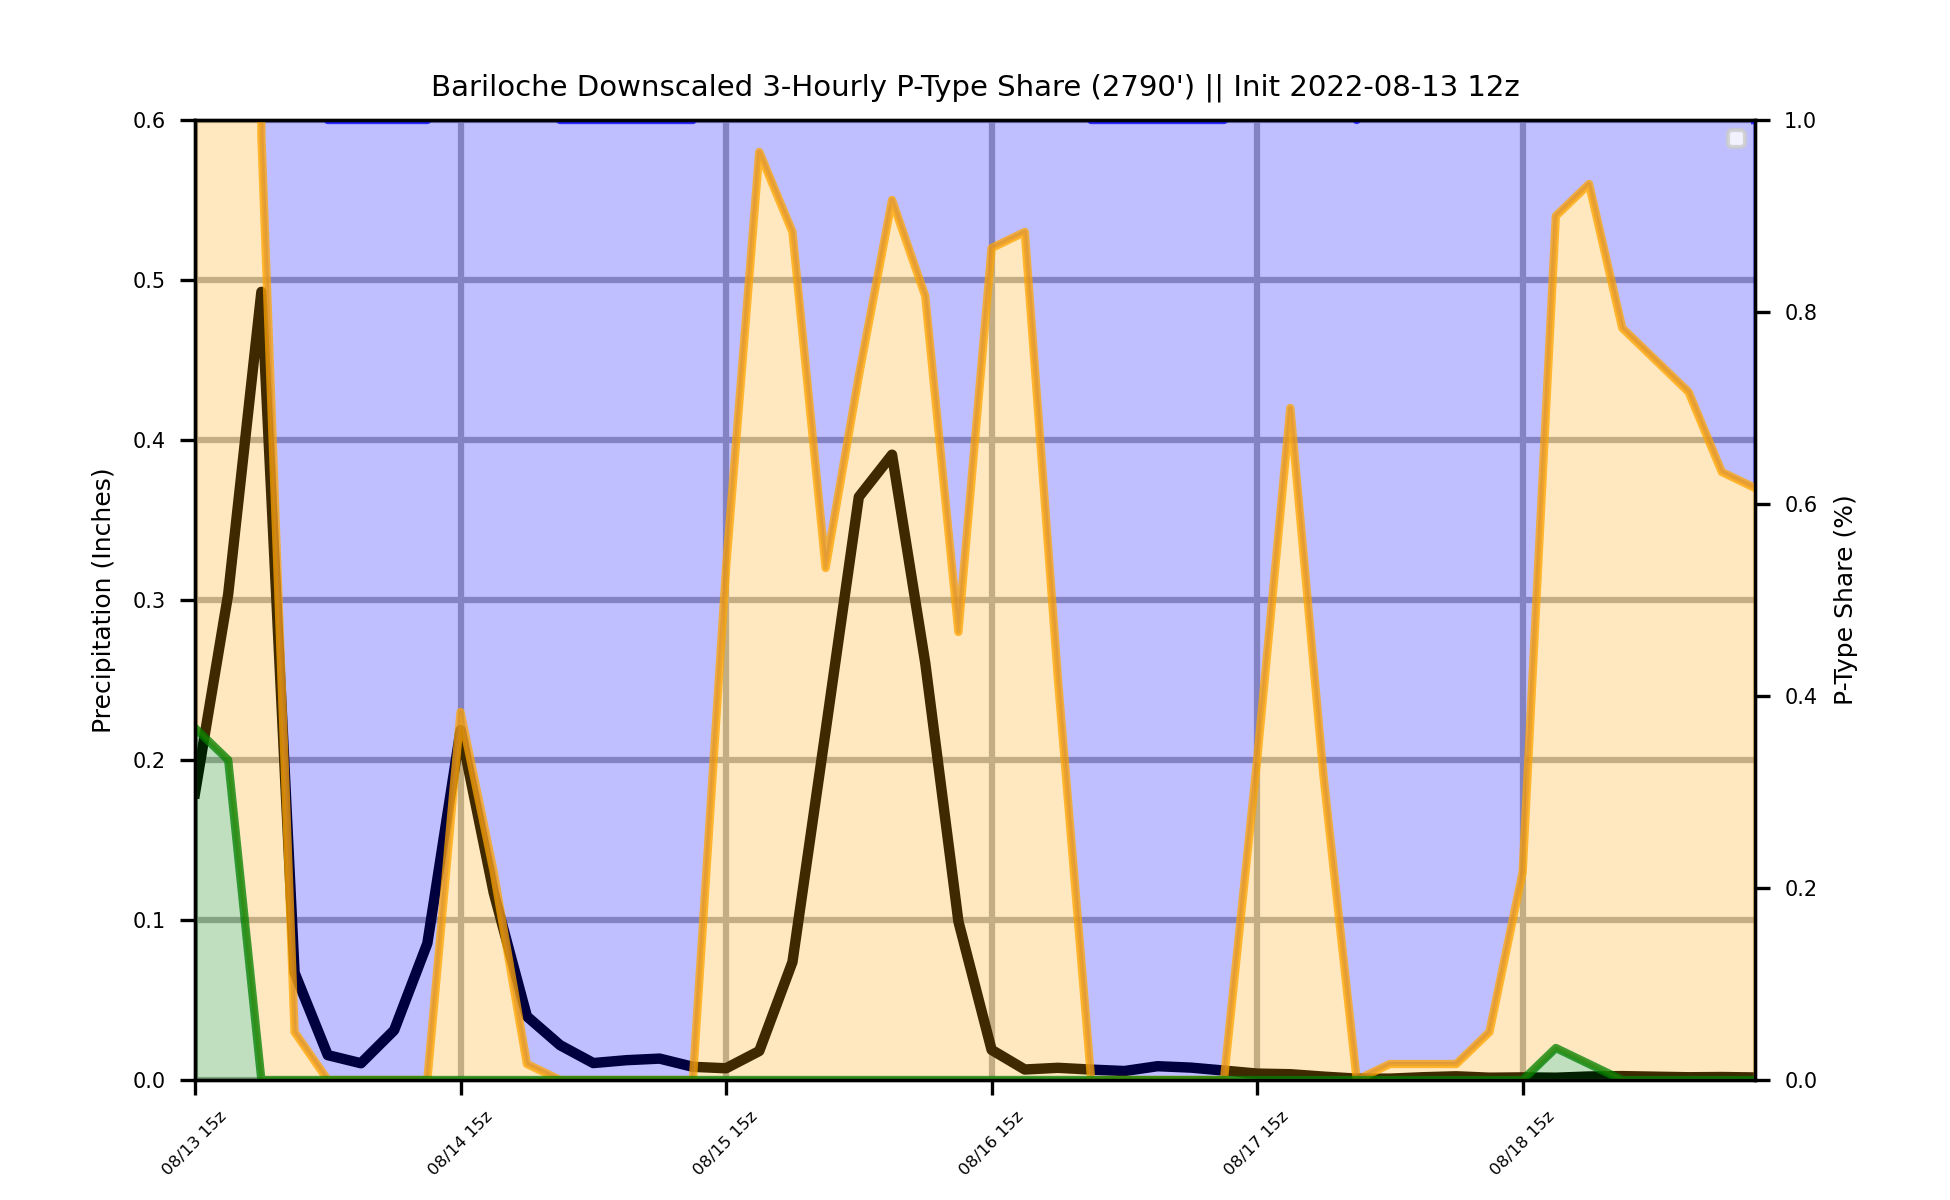 Bariloche Downscaled 3-Hourly P-Type Share (2790') || Init 2022-08-13 12z
Precipitation (Inches)
0.6
0.5
0.4
0.3
0.2
0.1
0.0
1.0
0.8
0.6
0.4
0.2
0.0
P-Type Share (%)
08/13 15z
08/14 15z
08/15 15z
08/16 15z
08/17 15z
08/18 15z